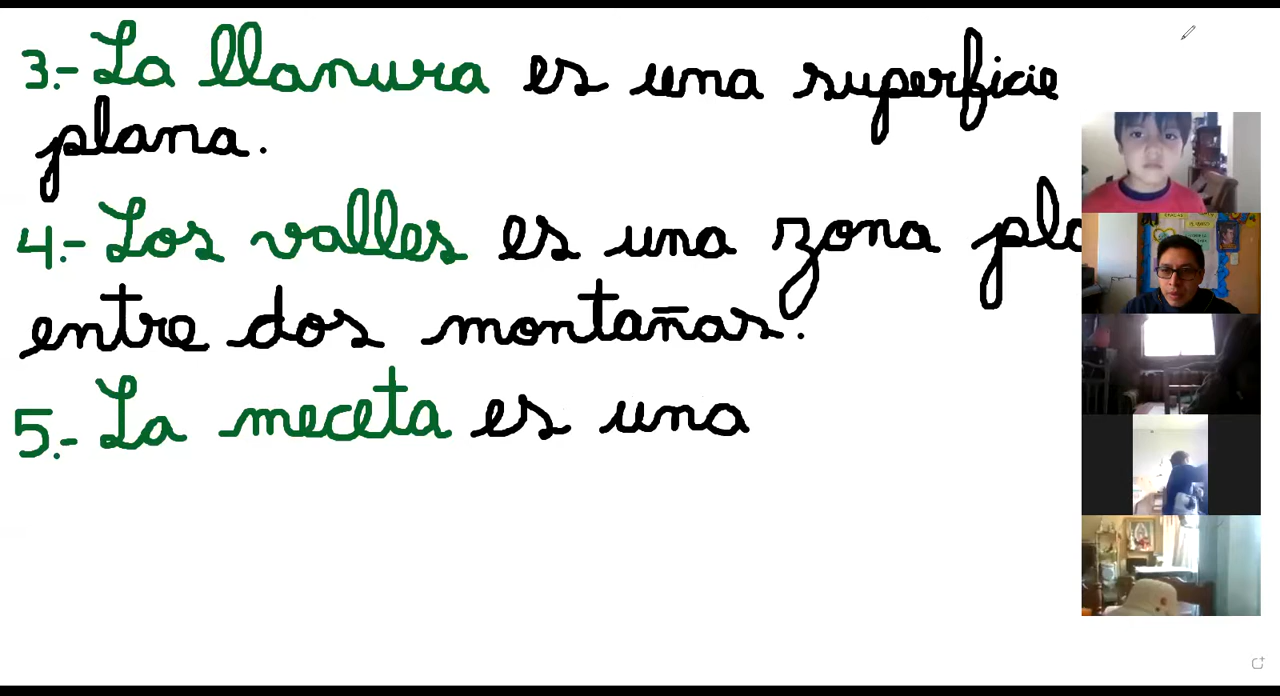 3.- La llanura es una superficie
plana.
4.- Los valles es una zona
entre dos montañas.
5.- La meceta es una